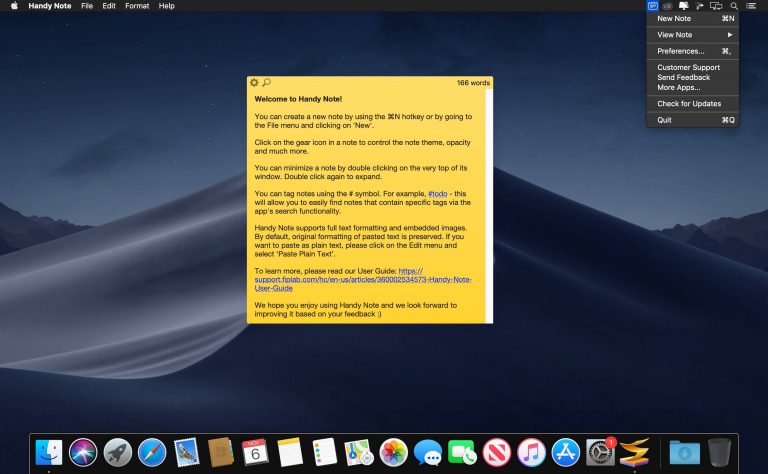 Handy Note File Edit Format Help
New Note ⌘N
View Note ▶
Preferences... ⌘,
Customer Support
Send Feedback
More Apps...
Check for Updates
Quit ⌘Q
166 words
Welcome to Handy Note!
You can create a new note by using the ⌘N hotkey or by going to
the File menu and clicking on 'New'.
Click on the gear icon in a note to control the note theme, opacity
and much more.
You can minimize a note by double clicking on the very top of its
window. Double click again to expand.
You can tag notes using the # symbol. For example, #todo - this
will allow you to easily find notes that contain specific tags via the
app's search functionality.
Handy Note supports full text formatting and embedded images.
By default, original formatting of pasted text is preserved. If you
want to paste as plain text, please click on the Edit menu and
select 'Paste Plain Text'.
To learn more, please read our User Guide: https://
support.fiplab.com/hc/en-us/articles/360002534573-Handy-Note-
User-Guide
We hope you enjoy using Handy Note and we look forward to
improving it based on your feedback :)
NOV
6
1